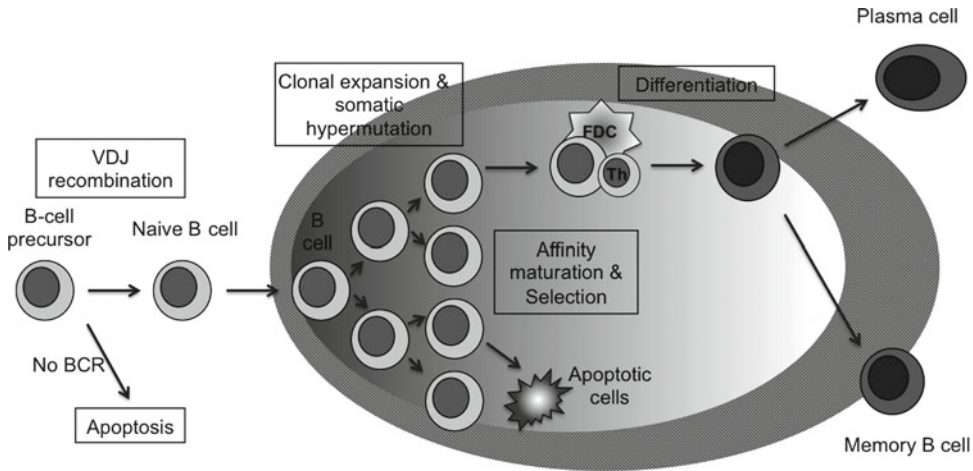 Plasma cell
Clonal expansion &
somatic
hypermutation
Differentiation
FDC
Th
VDJ
recombination
B-cell
precursor
Naive B cell
B
cell
Affinity
maturation &
Selection
No BCR
Apoptosis
Apoptotic
cells
Memory B cell